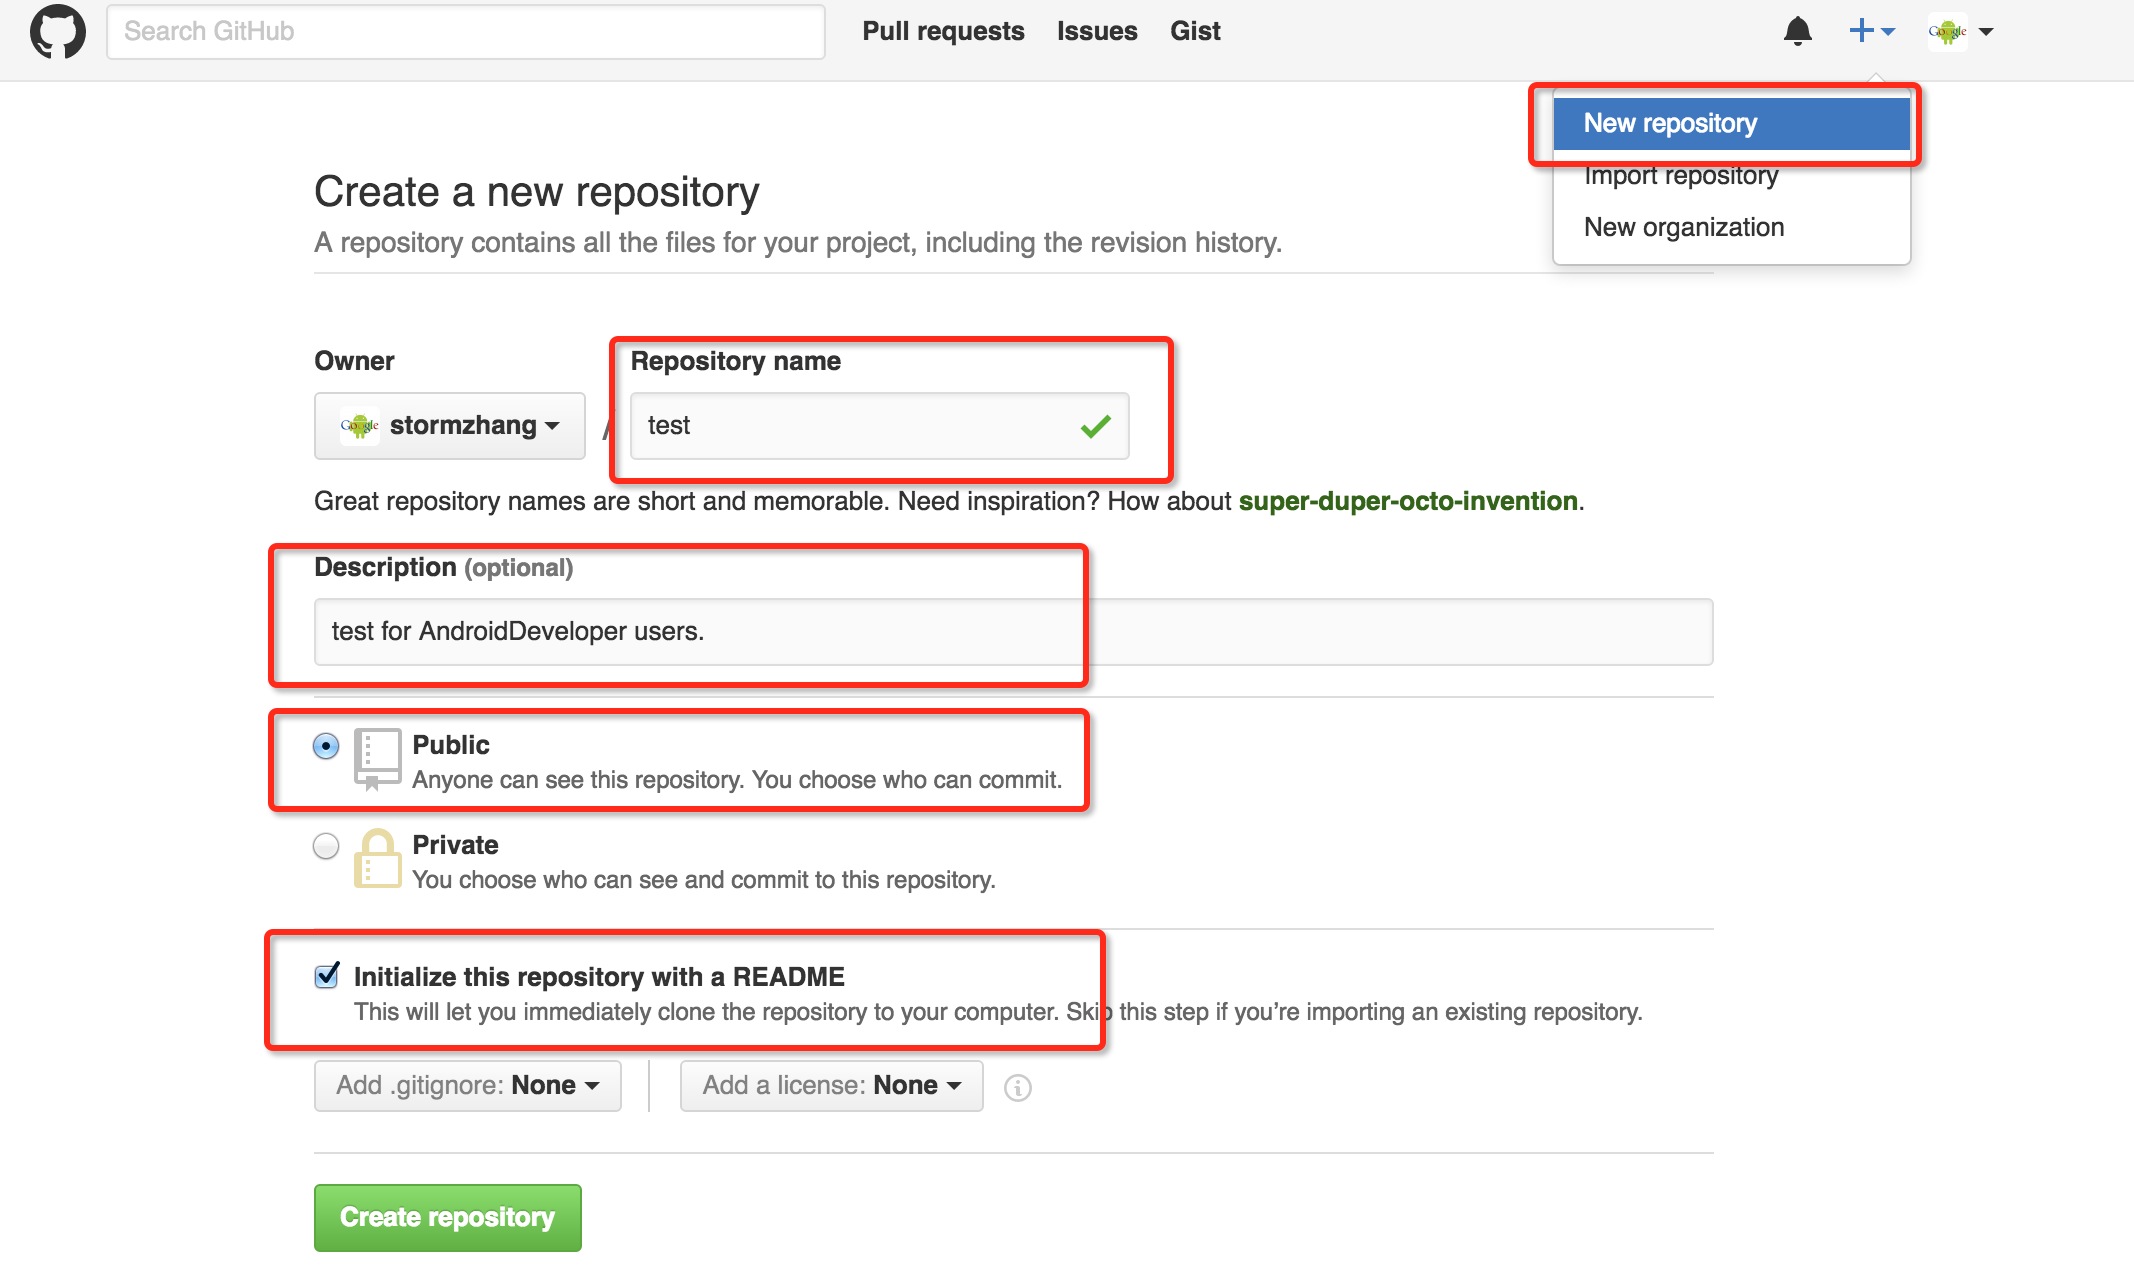 Search GitHub
Pull requests Issues Gist
Google
New repository
Import repository
New organization
Create a new repository
A repository contains all the files for your project, including the revision history.
Owner
Repository name
Google stormzhang / test
Great repository names are short and memorable. Need inspiration? How about super-duper-octo-invention.
Description (optional)
test for AndroidDeveloper users.
Public
Anyone can see this repository. You choose who can commit.
Private
You choose who can see and commit to this repository.
Initialize this repository with a README
This will let you immediately clone the repository to your computer. Skip this step if you’re importing an existing repository.
Add .gitignore: None
Add a license: None
Create repository